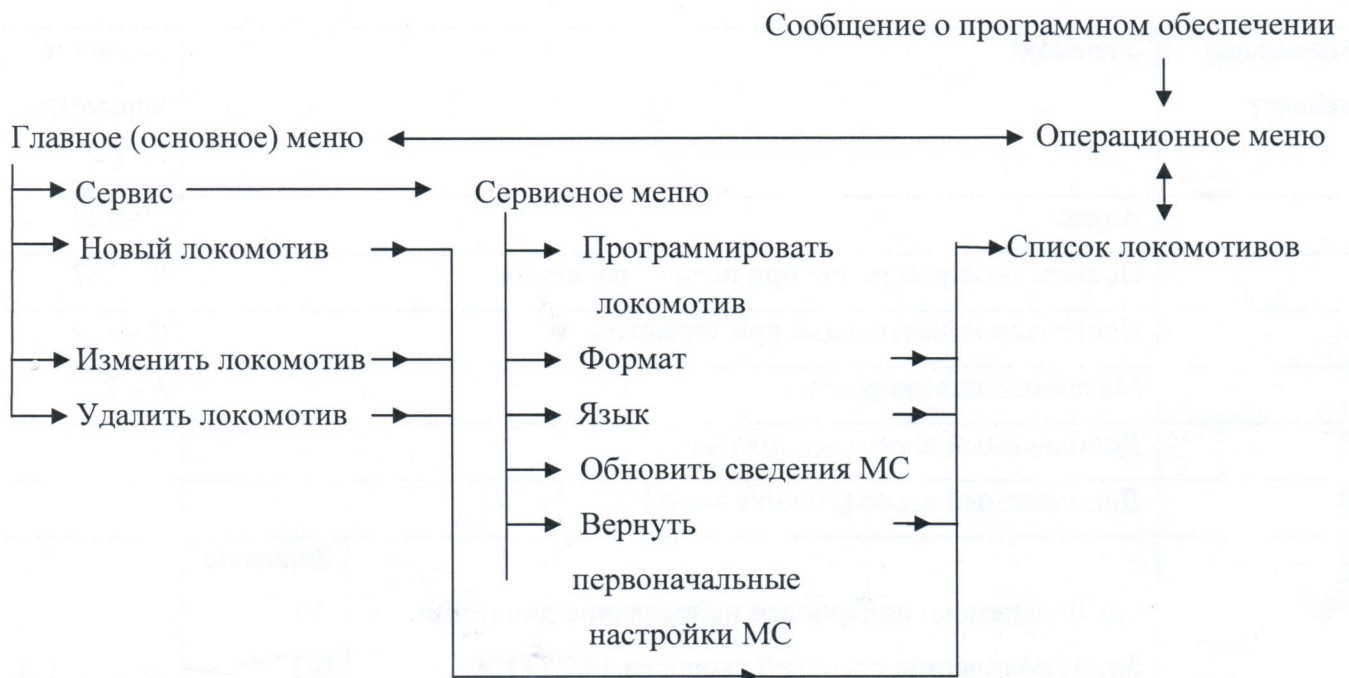 Сообщение о программном обеспечении
Главное (основное) меню
Операционное меню
Сервис
Сервисное меню
Новый локомотив
Программировать
локомотив
Список локомотивов
Изменить локомотив
Формат
Удалить локомотив
Язык
Обновить сведения МС
Вернуть
первоначальные
настройки МС